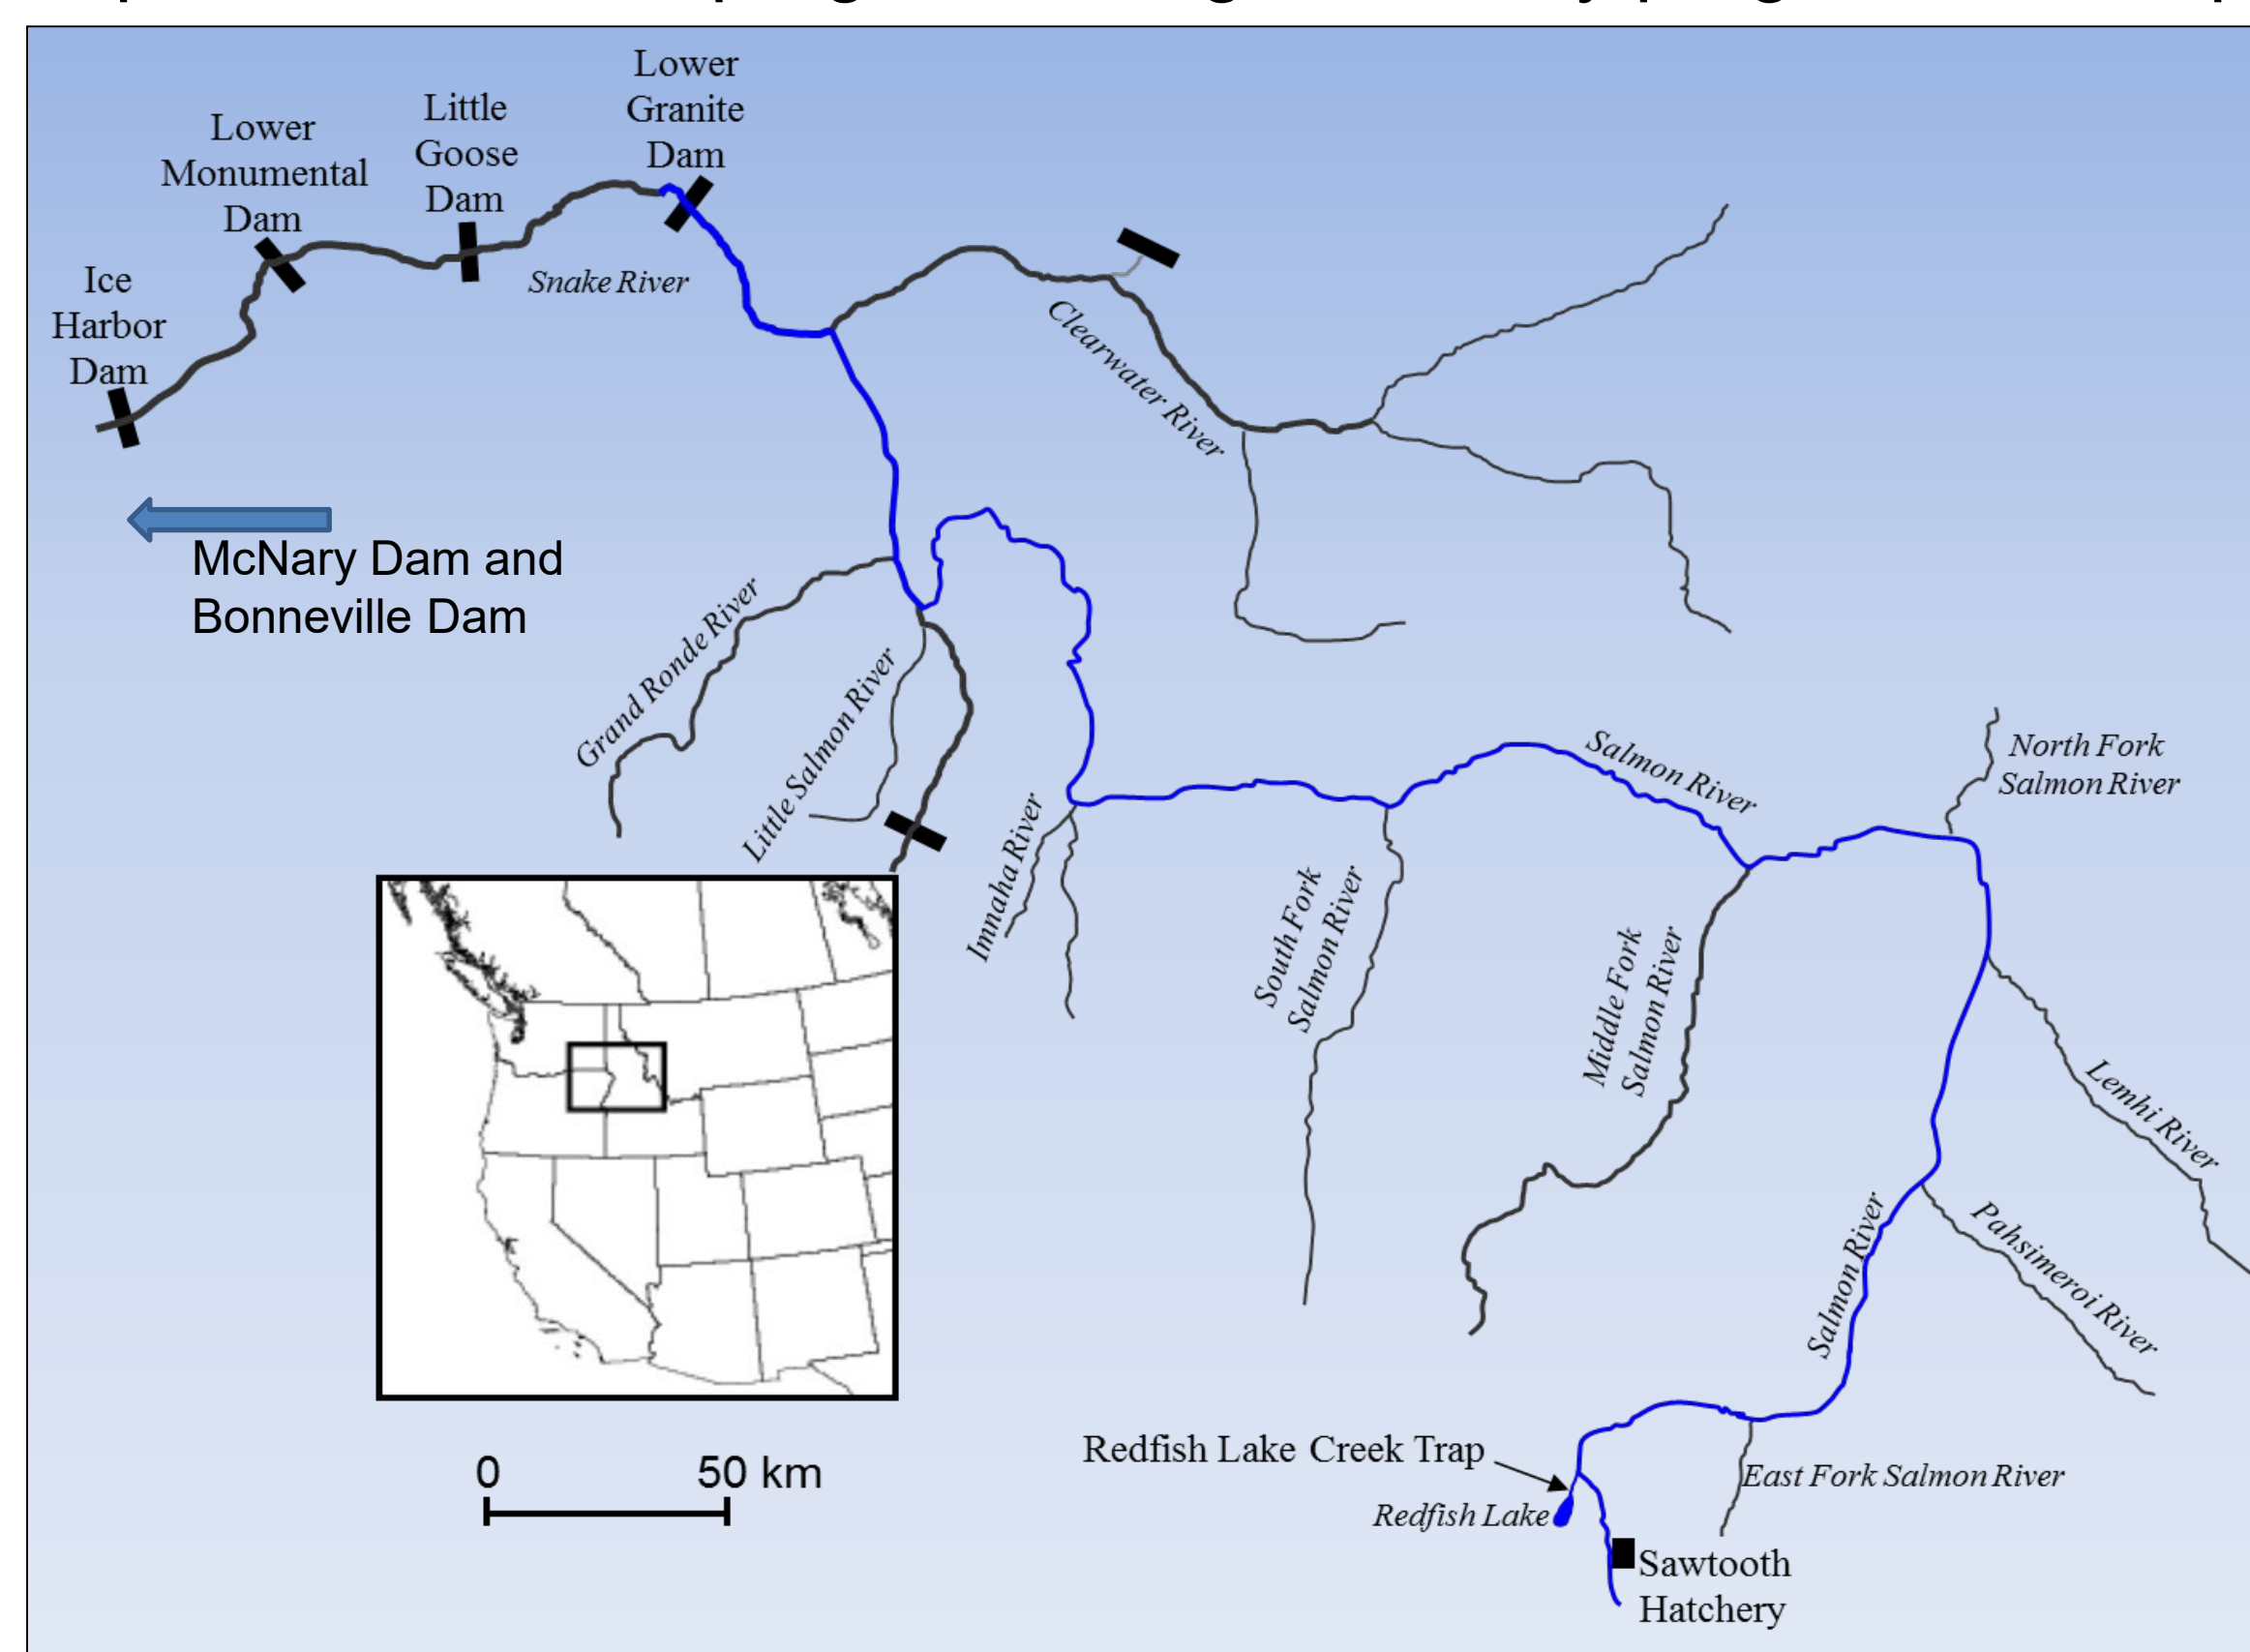 Lower
Granite
Dam
Little
Goose
Dam
Lower
Monumental
Dam
Ice
Harbor
Dam
Snake River
Clearwater River
McNary Dam and
Bonneville Dam
Grand Ronde River
Little Salmon River
Imnaha River
South Fork
Salmon River
Salmon River
Middle Fork
Salmon River
North Fork
Salmon River
Lemhi River
Pahsimeroi River
Salmon River
0 50 km
Redfish Lake Creek Trap
Redfish Lake
East Fork Salmon River
Sawtooth
Hatchery